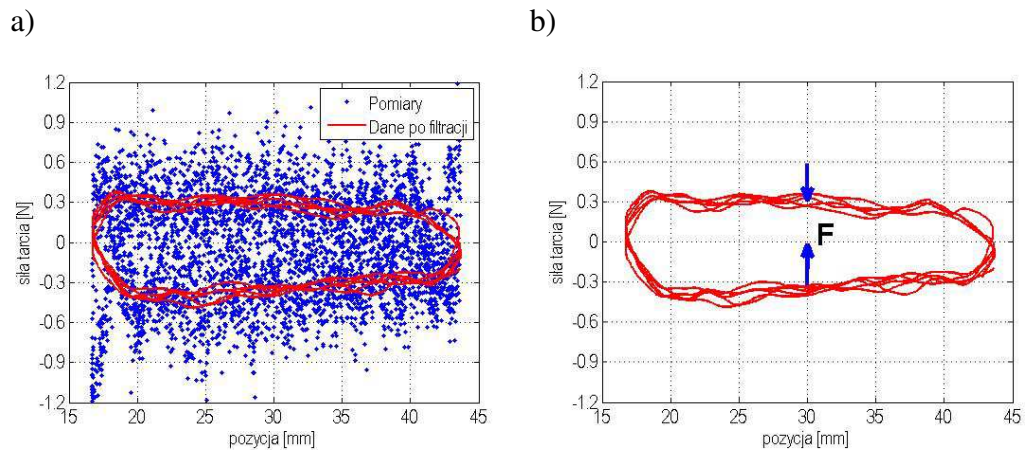 a)
1.2
0.9
0.6
0.3
0
-0.3
-0.6
-0.9
-1.2
siła tarcia [N]
Pomiary
Dane po filtracji
15 20 25 30 35 40 45
pozycja [mm]
b)
1.2
0.9
0.6
0.3
0
-0.3
-0.6
-0.9
-1.2
siła tarcia [N]
F
15 20 25 30 35 40 45
pozycja [mm]